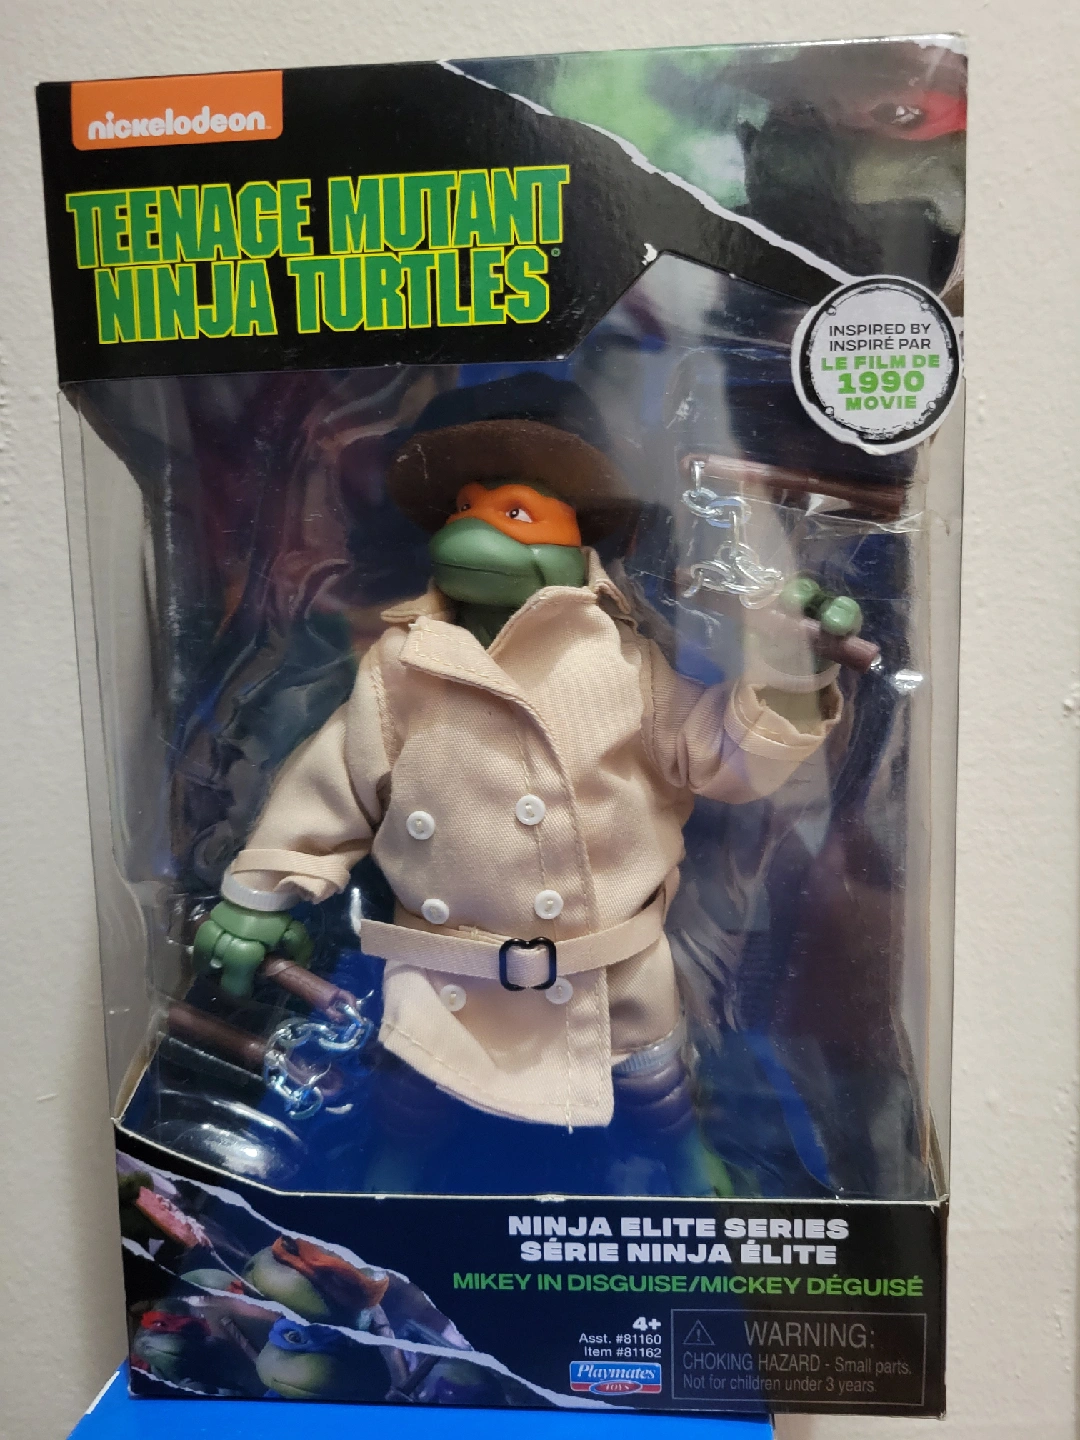 nickelodeon
TEENAGE MUTANT
NINJA TURTLES®
INSPIRED BY
INSPIRÉ PAR
LE FILM DE
1990
MOVIE
NINJA ELITE SERIES
SÉRIE NINJA ÉLITE
MIKEY IN DISGUISE/MICKEY DÉGUISÉ
4+
Asst. #81160
Item #81162
Playmates
TOYS
WARNING:
CHOKING HAZARD - Small parts.
Not for children under 3 years.